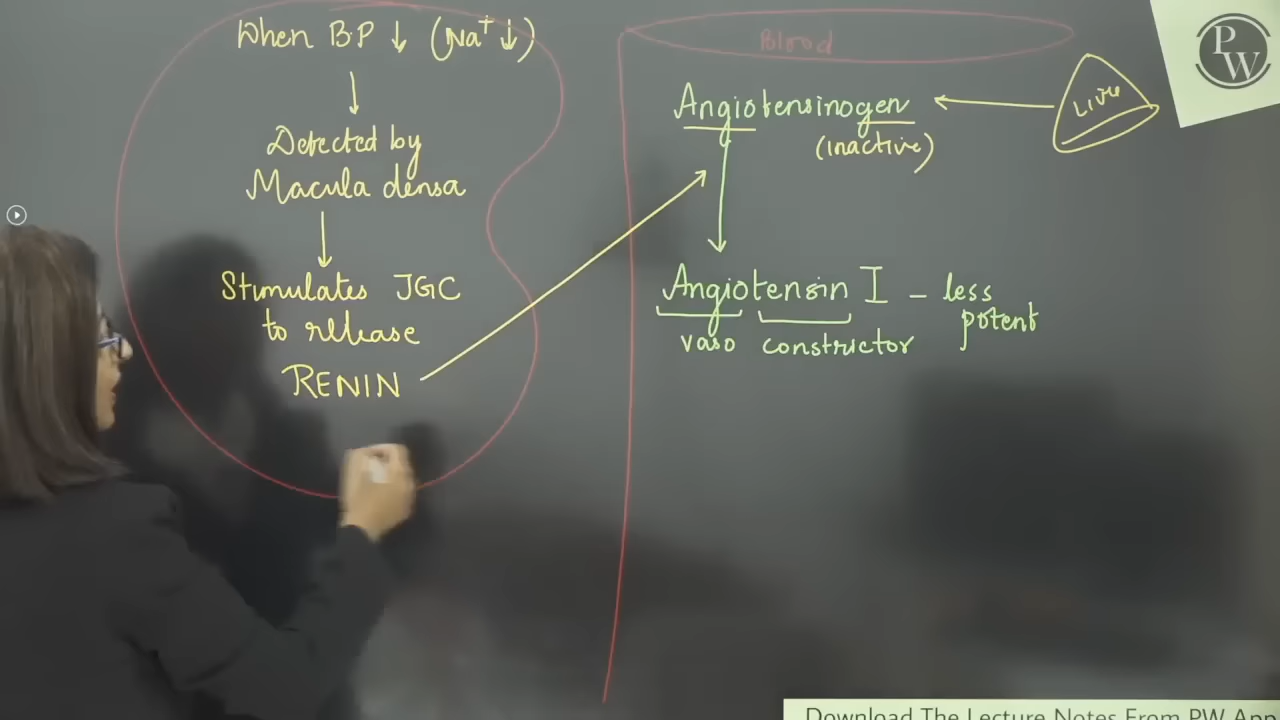 When BP ↓ (Na⁺ ↓)
↓
Detected by
Macula densa
↓
Stimulates JGC
to release
RENIN
Blood
Angiotensinogen
(inactive)
Liver
Angiotensin I - less
potent
vaso constrictor
PW
Download The Lecture Notes From PW App